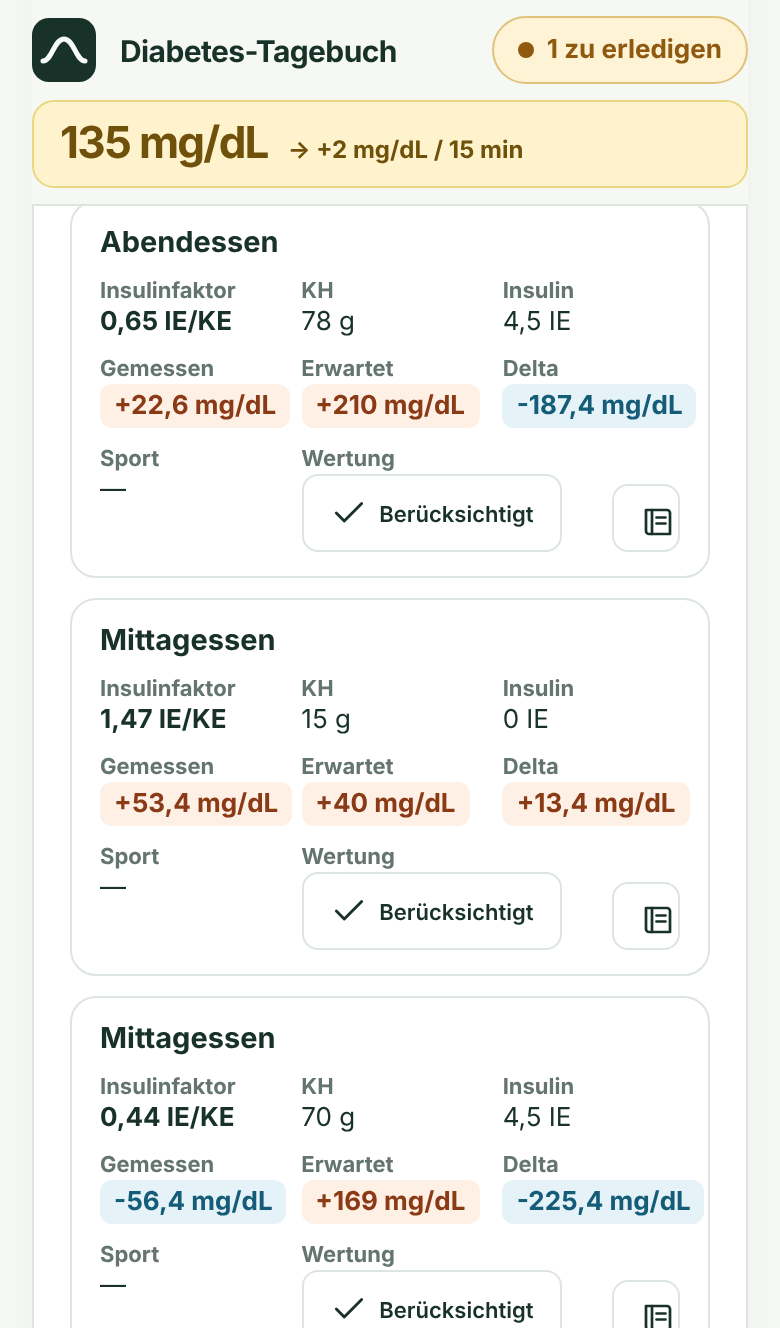 Diabetes-Tagebuch
1 zu erledigen
135 mg/dL → +2 mg/dL / 15 min
Abendessen
Insulinfaktor KH Insulin
0,65 IE/KE 78 g 4,5 IE
Gemessen Erwartet Delta
+22,6 mg/dL +210 mg/dL -187,4 mg/dL
Sport Wertung
— Berücksichtigt
Mittagessen
Insulinfaktor KH Insulin
1,47 IE/KE 15 g 0 IE
Gemessen Erwartet Delta
+53,4 mg/dL +40 mg/dL +13,4 mg/dL
Sport Wertung
— Berücksichtigt
Mittagessen
Insulinfaktor KH Insulin
0,44 IE/KE 70 g 4,5 IE
Gemessen Erwartet Delta
-56,4 mg/dL +169 mg/dL -225,4 mg/dL
Sport Wertung
— Berücksichtigt